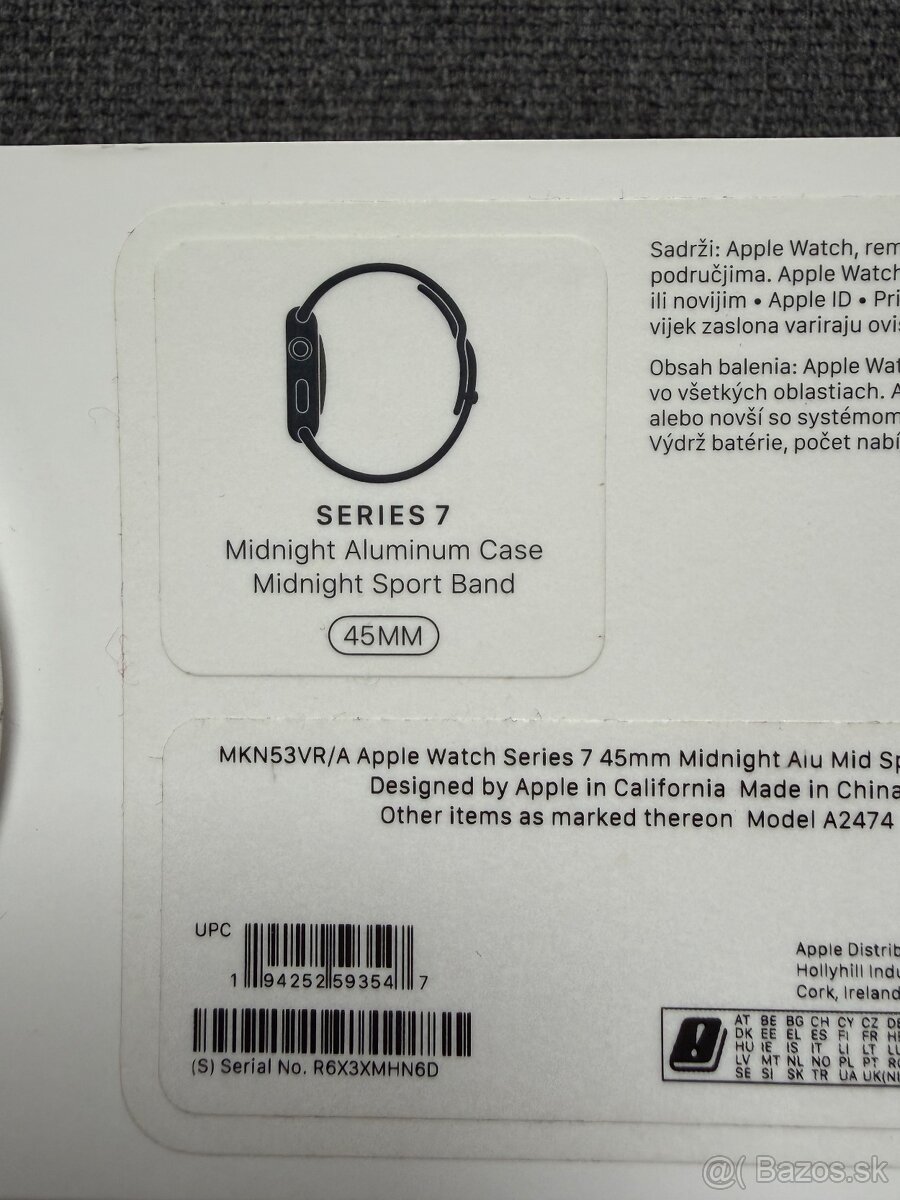 Sadrži: Apple Watch, rem
područjima. Apple Watch
ili novijim • Apple ID • Pri
vijek zaslona variraju ovis
Obsah balenia: Apple Wat
vo všetkých oblastiach. A
alebo novší so systémom
Výdrž batérie, počet nabí
SERIES 7
Midnight Aluminum Case
Midnight Sport Band
45MM
MKN53VR/A Apple Watch Series 7 45mm Midnight Alu Mid Sp
Designed by Apple in California Made in China
Other items as marked thereon Model A2474
UPC
1 94252 59354 7
(S) Serial No. R6X3XMHN6D
Apple Distrib
Hollyhill Indu
Cork, Ireland
AT BE BG CH CY CZ DE
DK EE EL ES FI FR HR
HU IE IS IT LI LT LU
LV MT NL NO PL PT RO
SE SI SK TR UA UK(NI
@( Bazos.sk